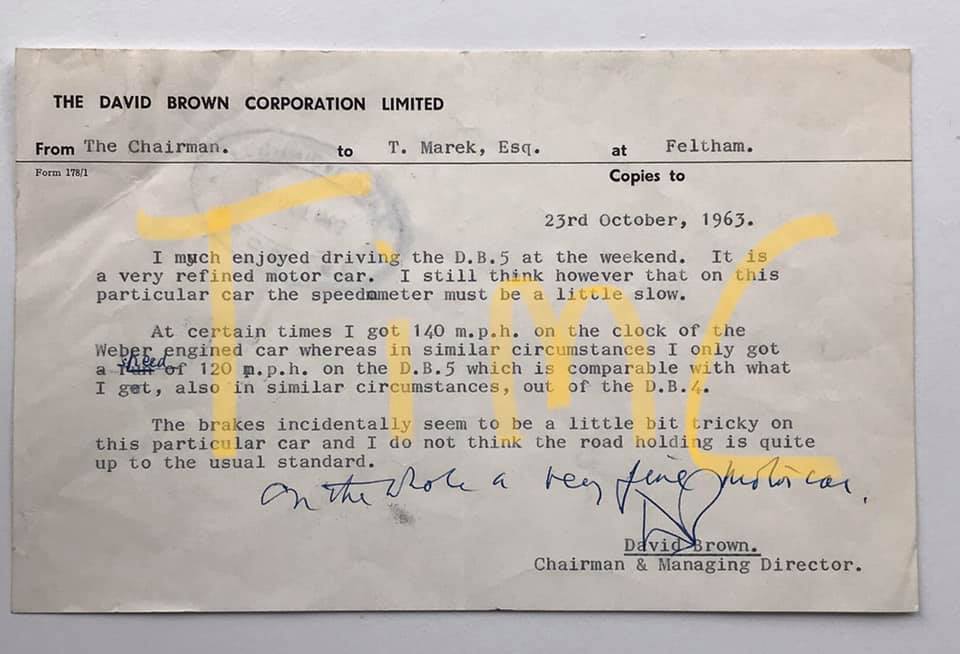 THE DAVID BROWN CORPORATION LIMITED
From The Chairman. to T. Marek, Esq. at Feltham.
Form 178/1
Copies to
23rd October, 1963.
I much enjoyed driving the D.B.5 at the weekend. It is
a very refined motor car. I still think however that on this
particular car the speedometer must be a little slow.
At certain times I got 140 m.p.h. on the clock of the
Weber engined car whereas in similar circumstances I only got
a speed of 120 m.p.h. on the D.B.5 which is comparable with what
I get, also in similar circumstances, out of the D.B.4.
The brakes incidentally seem to be a little bit tricky on
this particular car and I do not think the road holding is quite
up to the usual standard.
On the whole a very fine motor car.
David Brown.
Chairman & Managing Director.
TimC